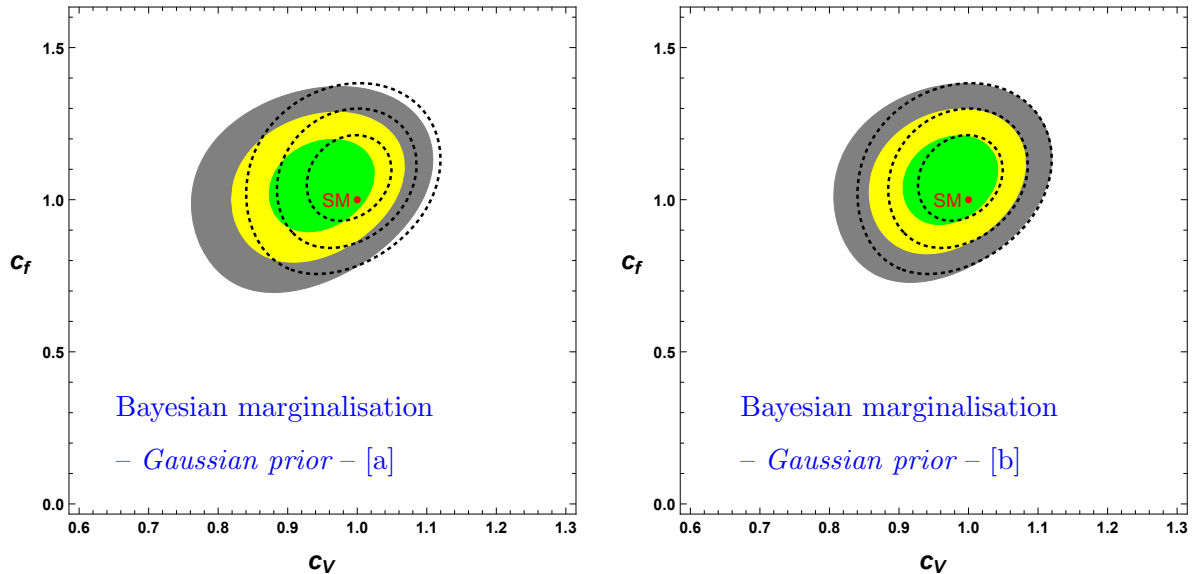 1.5
1.0
0.5
0.0
c_f
SM
Bayesian marginalisation
– Gaussian prior – [a]
0.6 0.7 0.8 0.9 1.0 1.1 1.2 1.3
c_V
1.5
1.0
0.5
0.0
c_f
SM
Bayesian marginalisation
– Gaussian prior – [b]
0.6 0.7 0.8 0.9 1.0 1.1 1.2 1.3
c_V